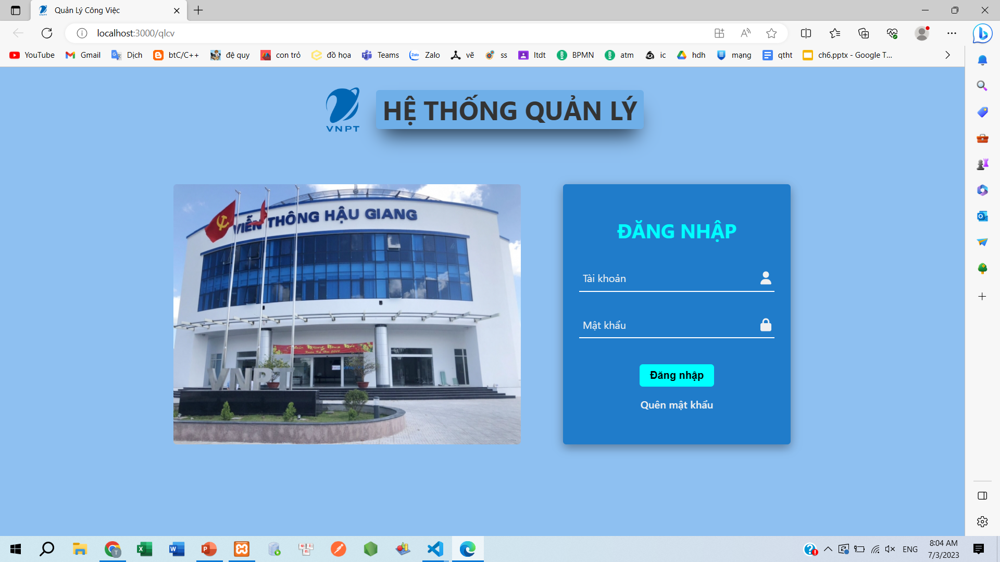 Quản Lý Công Việc
localhost:3000/qlcv
YouTube
Gmail
Dịch
btC/C++
đệ quy
con trỏ
đồ họa
Teams
Zalo
vẽ
ss
ltdt
BPMN
atm
ic
hdh
mạng
qtht
ch6.pptx - Google T...
VNPT
HỆ THỐNG QUẢN LÝ
VIỄN THÔNG HẬU GIANG
VNPT
ĐĂNG NHẬP
Tài khoản
Mật khẩu
Đăng nhập
Quên mật khẩu
ENG
8:04 AM
7/3/2023